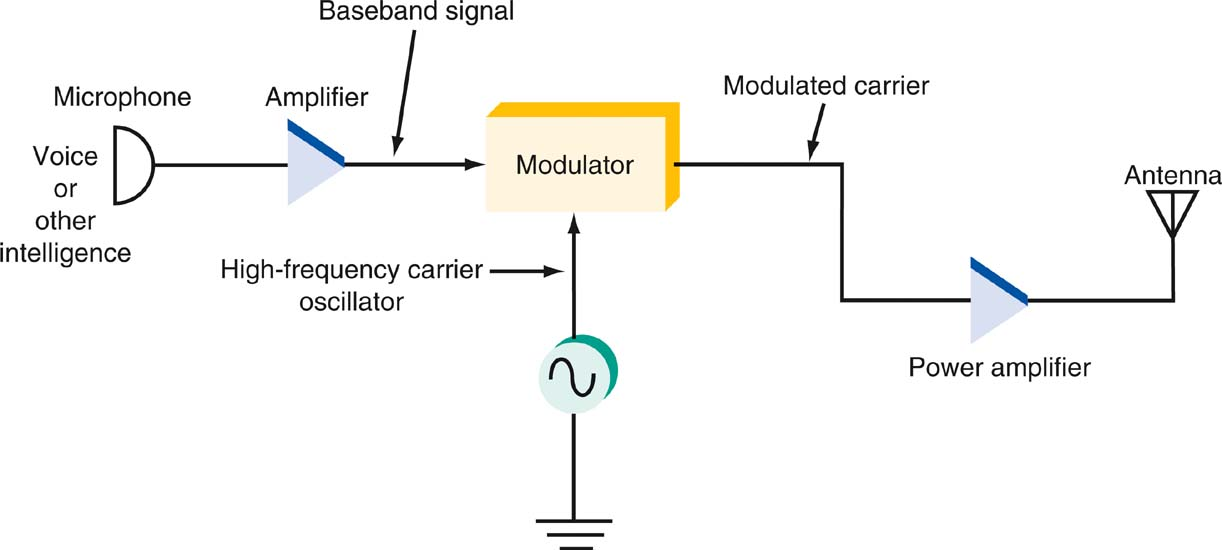 Baseband signal
Microphone
Amplifier
Modulated carrier
Voice
or
other
intelligence
Modulator
Antenna
High-frequency carrier
oscillator
Power amplifier